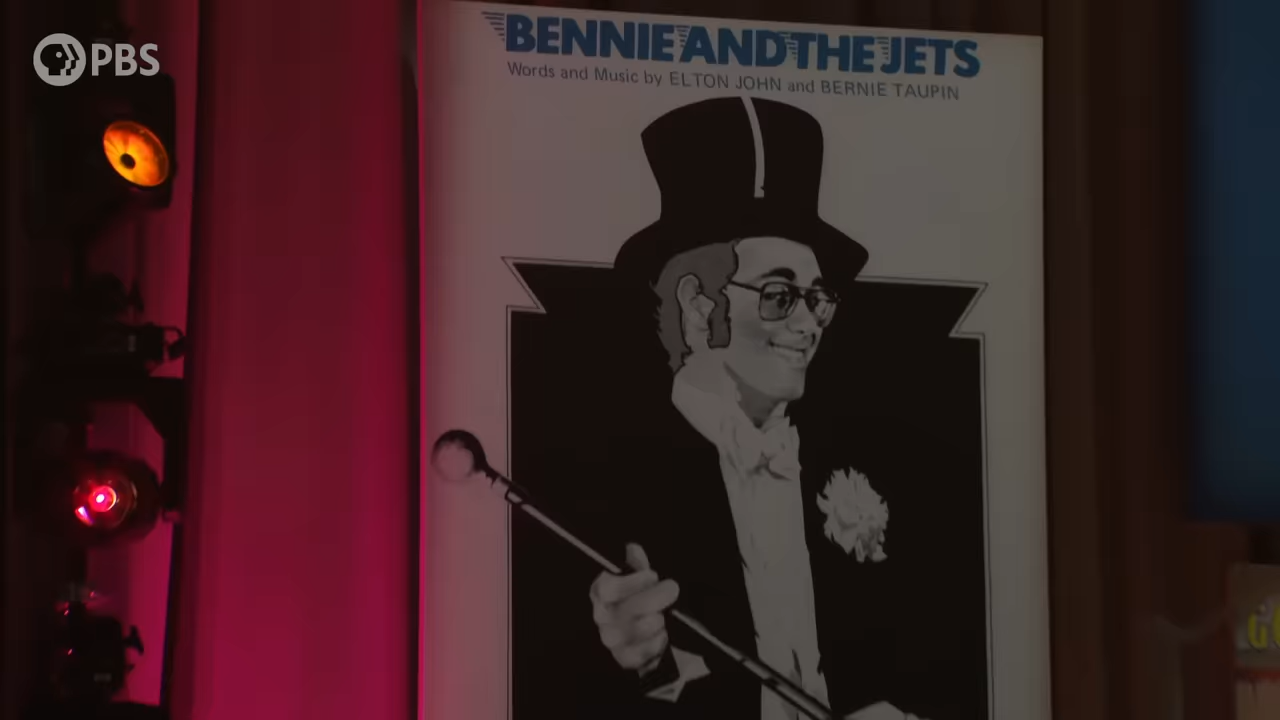 PBS
BENNIE AND THE JETS
Words and Music by ELTON JOHN and BERNIE TAUPIN